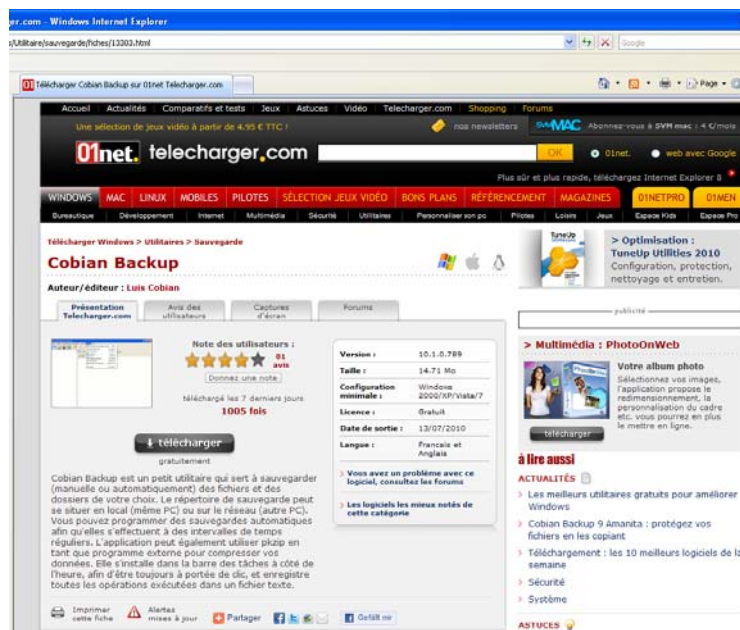 er.com - Windows Internet Explorer
s/Utilitaire/sauvegarde/fiches/13303.html
Google
01 Télécharger Cobian Backup sur 01net Telecharger.com
Page
Accueil Actualités Comparatifs et tests Jeux Astuces Vidéo Telecharger.com Shopping Forums
Une sélection de jeux vidéo à partir de 4.95 € TTC !
nos newsletters
SVMMAC Abonnez-vous à SVM mac : 4 €/mois
01net. telecharger.com
OK
01net.
web avec Google
Plus sûr et plus rapide, téléchargez Internet Explorer 8
WINDOWS MAC LINUX MOBILES PILOTES SÉLECTION JEUX VIDÉO BONS PLANS RÉFÉRENCEMENT MAGAZINES 01NETPRO 01MEN
Bureautique Développement Internet Multimédia Sécurité Utilitaires Personnaliser son pc Pilotes Loisirs Jeux Espace Kids Espace Pro
Télécharger Windows > Utilitaires > Sauvegarde
Cobian Backup
Auteur/éditeur : Luis Cobian
Présentation Telecharger.com
Avis des utilisateurs
Captures d'écran
Forums
Note des utilisateurs :
81 avis
Donnez une note
téléchargé les 7 derniers jours
1005 fois
télécharger
gratuitement
Version : 10.1.0.789
Taille : 14.71 Mo
Configuration minimale : Windows 2000/XP/Vista/7
Licence : Gratuit
Date de sortie : 13/07/2010
Langue : Francais et Anglais
> Vous avez un problème avec ce logiciel, consultez les forums
> Les logiciels les mieux notés de cette catégorie
Cobian Backup est un petit utilitaire qui sert à sauvegarder
(manuelle ou automatiquement) des fichiers et des
dossiers de votre choix. Le répertoire de sauvegarde peut
se situer en local (même PC) ou sur le réseau (autre PC).
Vous pouvez programmer des sauvegardes automatiques
afin qu'elles s'effectuent à des intervalles de temps
réguliers. L'application peut également utiliser pkzip en
tant que programme externe pour compresser vos
données. Elle s'installe dans la barre des tâches à côté de
l'heure, afin d'être toujours à portée de clic, et enregistre
toutes les opérations exécutées dans un fichier texte.
Imprimer cette fiche
Alertes mises à jour
Partager
Gefällt mir
TuneUp Utilities
> Optimisation :
TuneUp Utilities 2010
Configuration, protection,
nettoyage et entretien.
publicité
> Multimédia : PhotoOnWeb
Votre album photo
Sélectionnez vos images,
l'application propose le
redimensionnement, la
personnalisation du cadre
etc. vous pourrez en plus
le mettre en ligne.
télécharger
à lire aussi
ACTUALITÉS
> Les meilleurs utilitaires gratuits pour améliorer
Windows
> Cobian Backup 9 Amanita : protégez vos
fichiers en les copiant
> Téléchargement : les 10 meilleurs logiciels de la
semaine
> Sécurité
> Système
ASTUCES